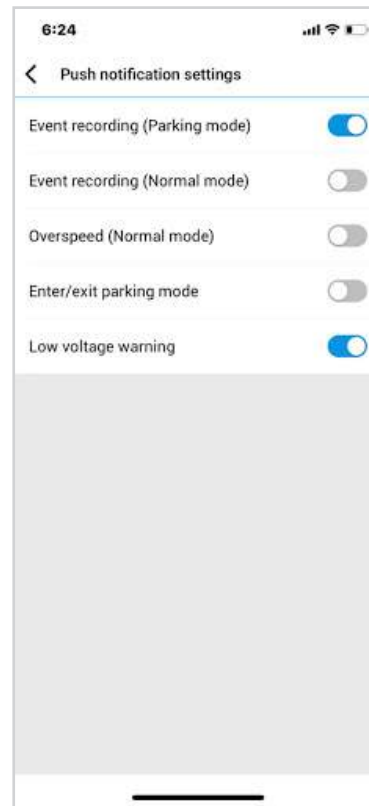 6:24
Push notification settings
Event recording (Parking mode)
Event recording (Normal mode)
Overspeed (Normal mode)
Enter/exit parking mode
Low voltage warning